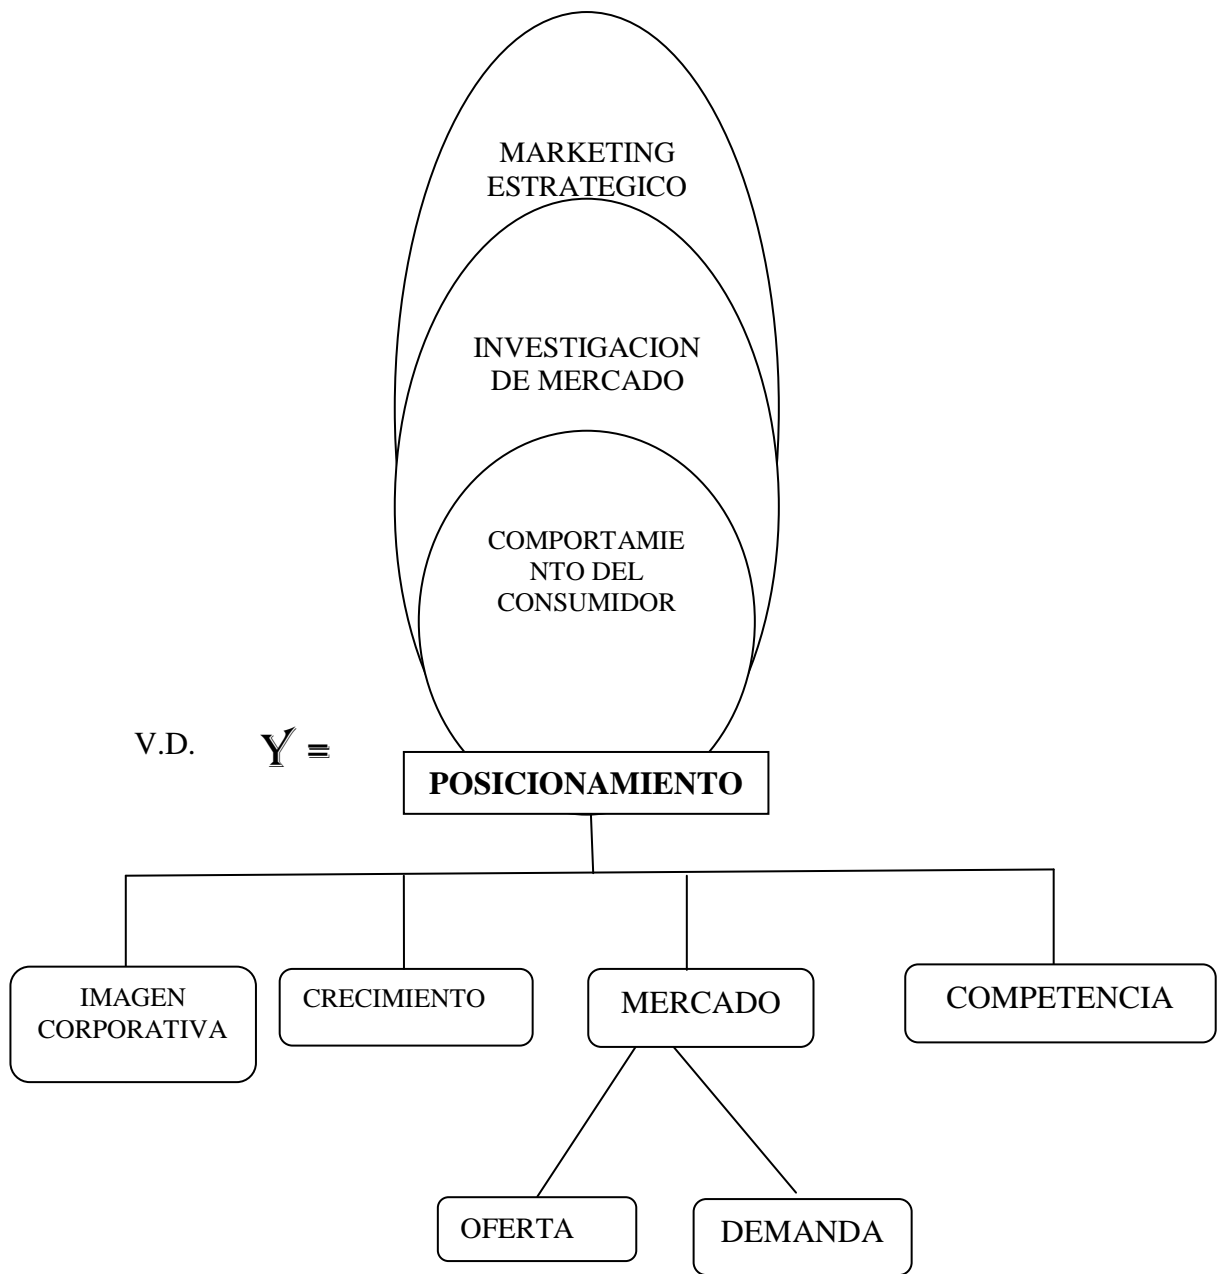 MARKETING
ESTRATEGICO
INVESTIGACION
DE MERCADO
COMPORTAMIE
NTO DEL
CONSUMIDOR
V.D. Y =
POSICIONAMIENTO
IMAGEN
CORPORATIVA
CRECIMIENTO
MERCADO
COMPETENCIA
OFERTA
DEMANDA